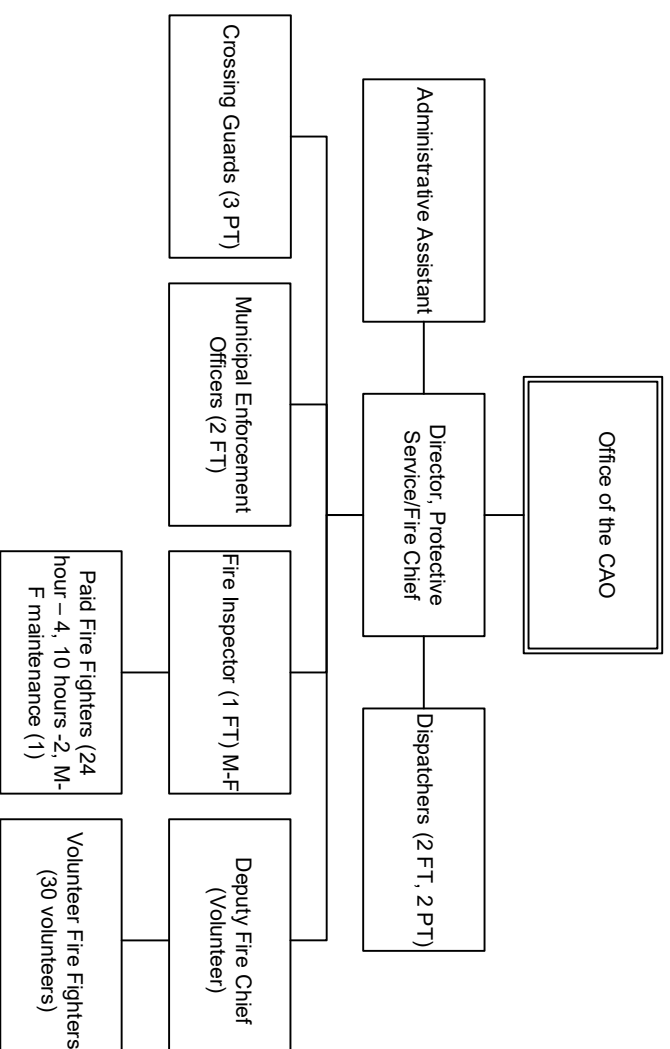 Office of the CAO
Administrative Assistant
Director, Protective
Service/Fire Chief
Dispatchers (2 FT, 2 PT)
Crossing Guards (3 PT)
Municipal Enforcement
Officers (2 FT)
Fire Inspector (1 FT) M-F
Deputy Fire Chief
(Volunteer)
Paid Fire Fighters (24
hour – 4, 10 hours -2, M-
F maintenance (1)
Volunteer Fire Fighters
(30 volunteers)